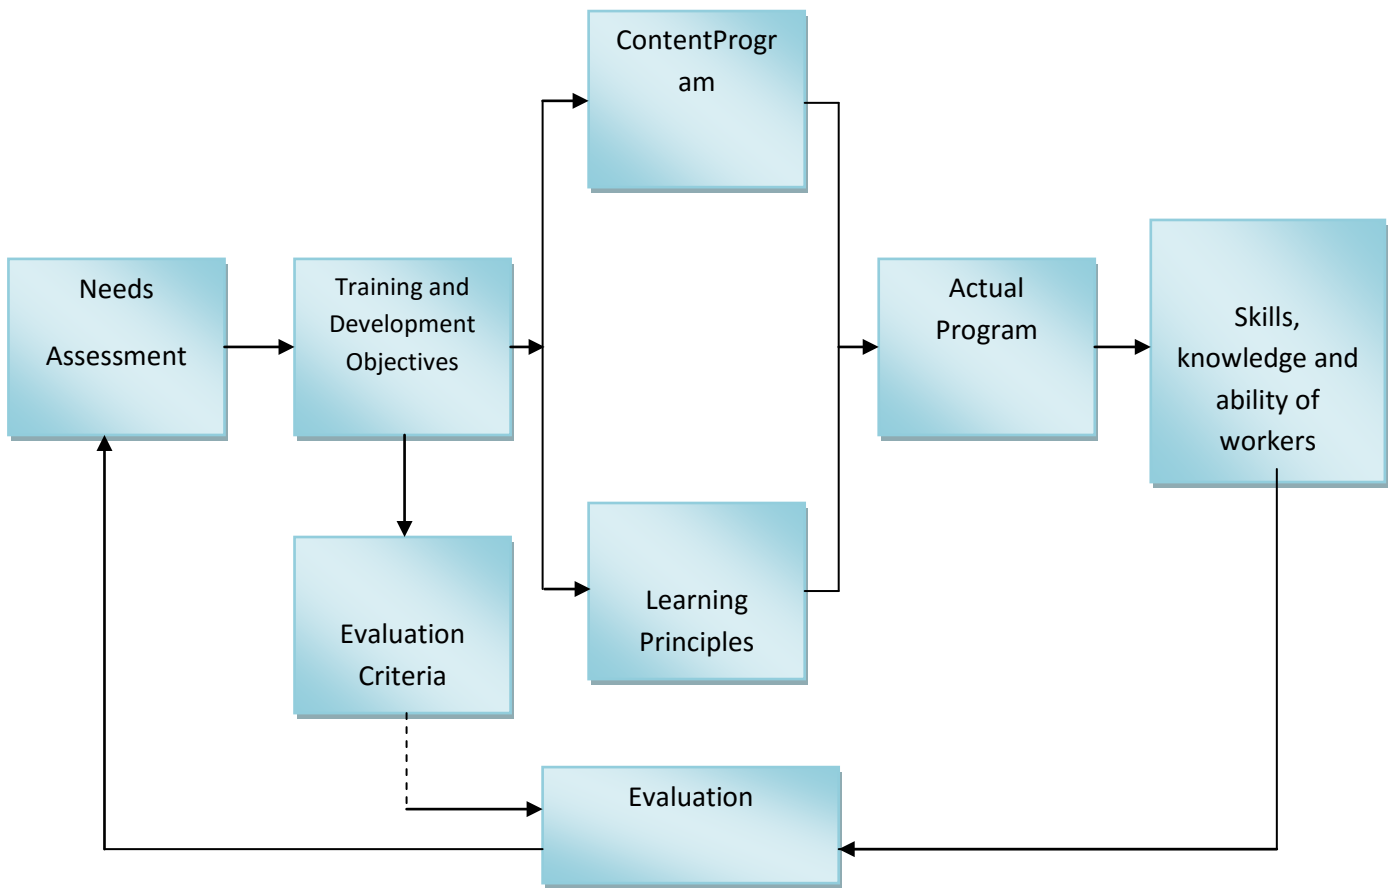 ContentProgr
am
Needs
Assessment
Training and
Development
Objectives
Actual
Program
Skills,
knowledge and
ability of
workers
Evaluation
Criteria
Learning
Principles
Evaluation